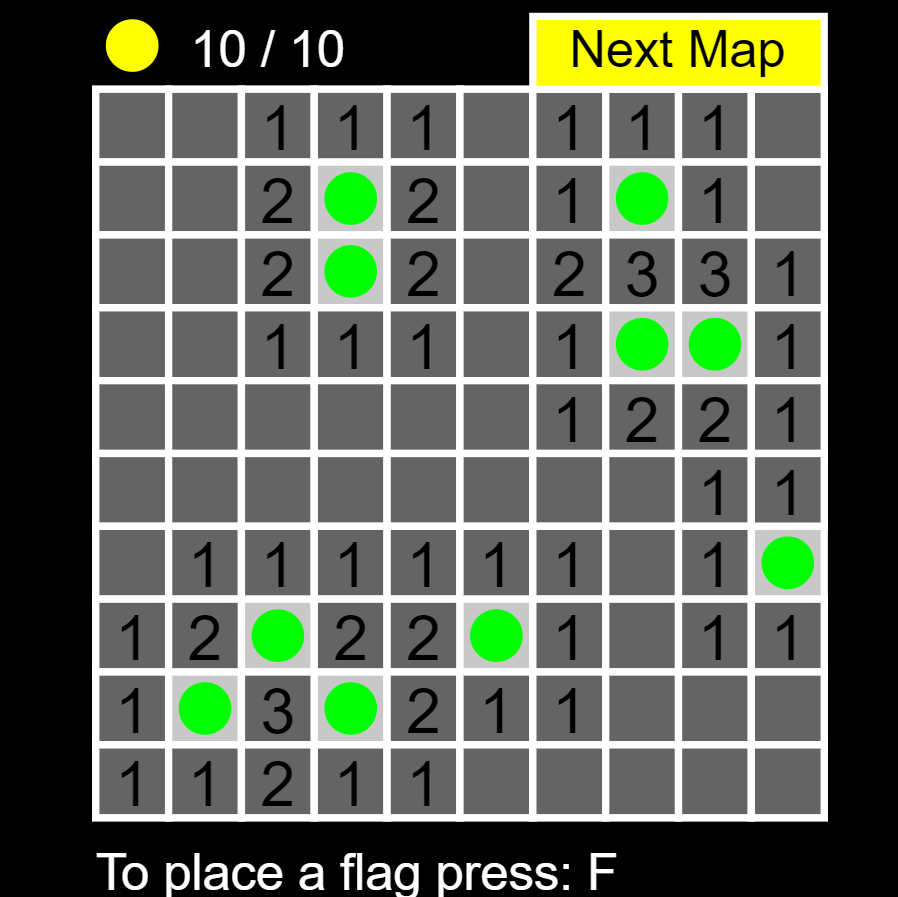 10 / 10 Next Map
1 1 1 1 1 1
2 2 1 1
2 2 2 3 3 1
1 1 1 1 1
1 2 2 1
1 1
1 1 1 1 1 1 1
1 2 2 2 1 1 1
1 3 2 1 1
1 1 2 1 1
To place a flag press: F